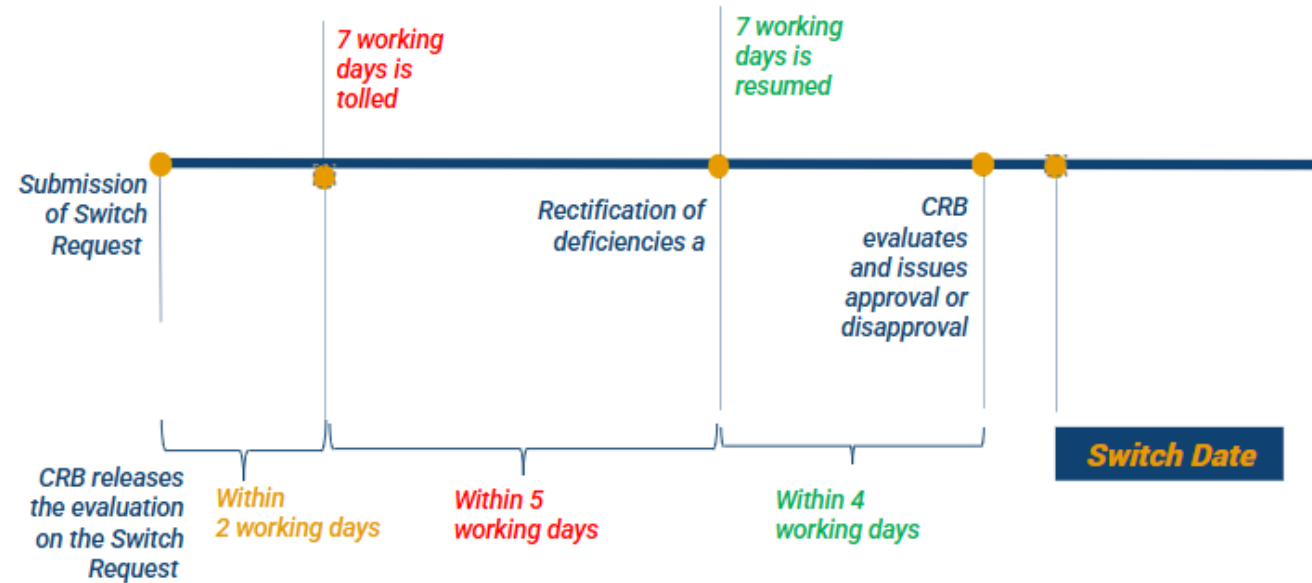 7 working
days is
tolled
7 working
days is
resumed
Submission
of Switch
Request
Rectification of
deficiencies a
CRB
evaluates
and issues
approval or
disapproval
CRB releases
the evaluation
on the Switch
Request
Within
2 working days
Within 5
working days
Within 4
working days
Switch Date